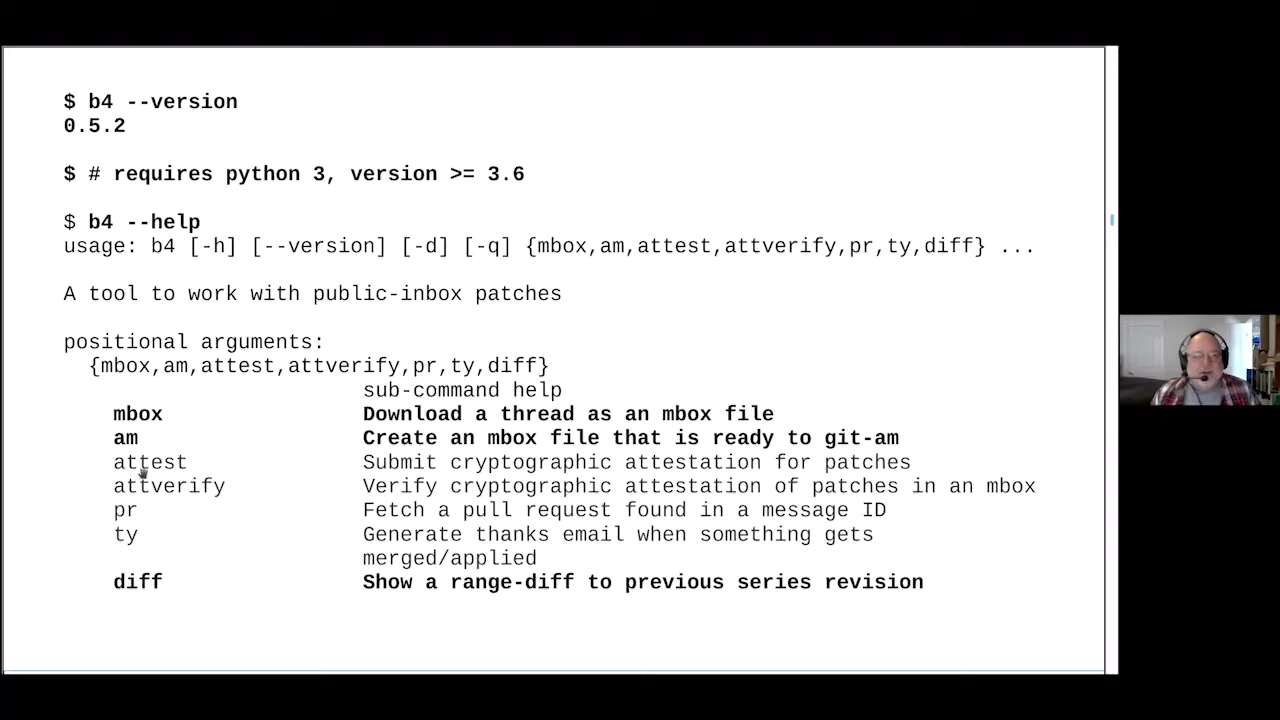 $ b4 --version
0.5.2
$ # requires python 3, version >= 3.6
$ b4 --help
usage: b4 [-h] [--version] [-d] [-q] {mbox,am,attest,attverify,pr,ty,diff} ...
A tool to work with public-inbox patches
positional arguments:
{mbox,am,attest,attverify,pr,ty,diff}
sub-command help
mbox Download a thread as an mbox file
am Create an mbox file that is ready to git-am
attest Submit cryptographic attestation for patches
attverify Verify cryptographic attestation of patches in an mbox
pr Fetch a pull request found in a message ID
ty Generate thanks email when something gets
merged/applied
diff Show a range-diff to previous series revision